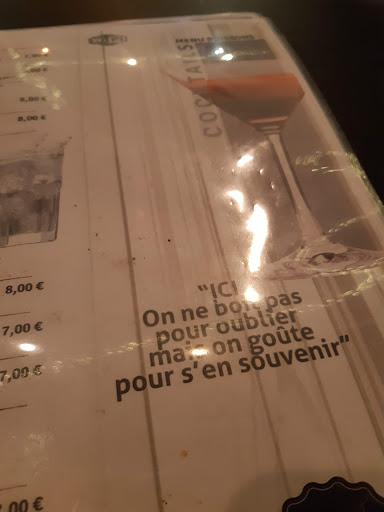 COCKTAILS
8,00 €
8,00 €
8,00 €
7,00 €
7,00 €
,00 €
"ICI
On ne boit pas
pour oublier
mais on goûte
pour s'en souvenir"